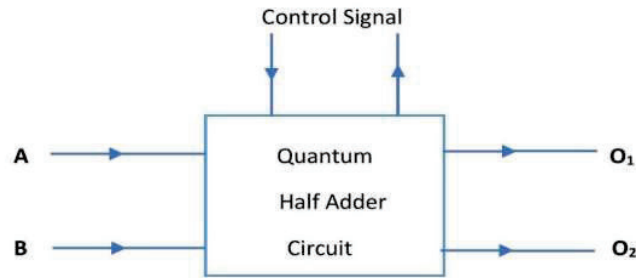 Control Signal
A
Quantum
O₁
Half Adder
B
Circuit
O₂